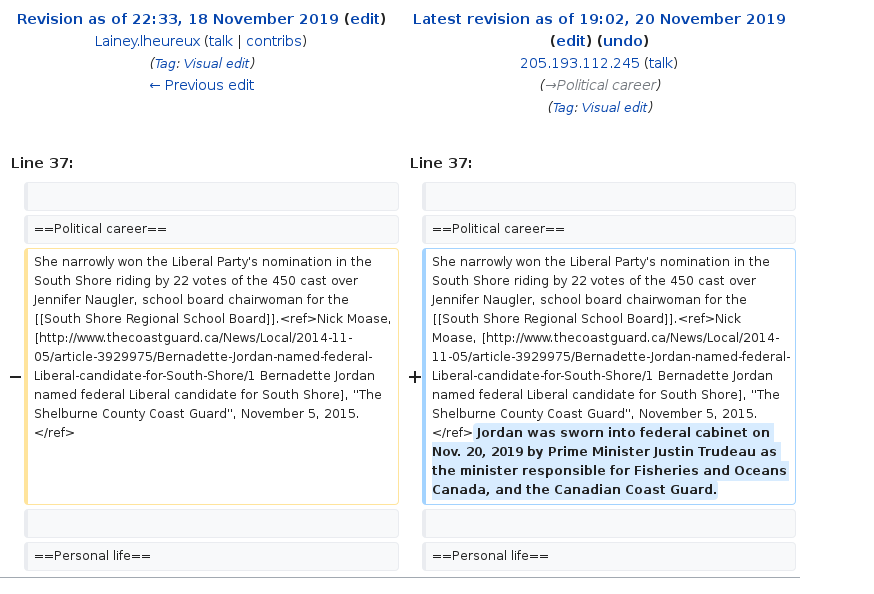 Revision as of 22:33, 18 November 2019 (edit)
Lainey.lheureux (talk | contribs)
(Tag: Visual edit)
← Previous edit
Latest revision as of 19:02, 20 November 2019
(edit) (undo)
205.193.112.245 (talk)
(→Political career)
(Tag: Visual edit)
Line 37:
Line 37:
==Political career==
==Political career==
−
She narrowly won the Liberal Party's nomination in the
South Shore riding by 22 votes of the 450 cast over
Jennifer Naugler, school board chairwoman for the
[[South Shore Regional School Board]].<ref>Nick Moase,
[http://www.thecoastguard.ca/News/Local/2014-11-
05/article-3929975/Bernadette-Jordan-named-federal-
Liberal-candidate-for-South-Shore/1 Bernadette Jordan
named federal Liberal candidate for South Shore], ''The
Shelburne County Coast Guard'', November 5, 2015.
</ref>
+
She narrowly won the Liberal Party's nomination in the
South Shore riding by 22 votes of the 450 cast over
Jennifer Naugler, school board chairwoman for the
[[South Shore Regional School Board]].<ref>Nick
Moase, [http://www.thecoastguard.ca/News/Local/2014-
11-05/article-3929975/Bernadette-Jordan-named-federal-
Liberal-candidate-for-South-Shore/1 Bernadette Jordan
named federal Liberal candidate for South Shore], ''The
Shelburne County Coast Guard'', November 5, 2015.
</ref> Jordan was sworn into federal cabinet on
Nov. 20, 2019 by Prime Minister Justin Trudeau as
the minister responsible for Fisheries and Oceans
Canada, and the Canadian Coast Guard.
==Personal life==
==Personal life==